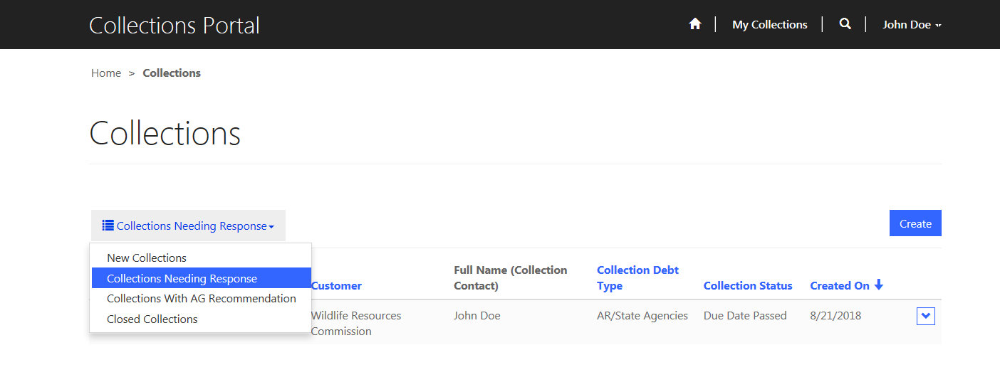 Collections Portal
My Collections
John Doe
Home > Collections
Collections
Collections Needing Response
Create
New Collections
Collections Needing Response
Collections With AG Recommendation
Closed Collections
Customer
Full Name (Collection
Contact)
Collection Debt
Type
Collection Status
Created On
Wildlife Resources
Commission
John Doe
AR/State Agencies
Due Date Passed
8/21/2018